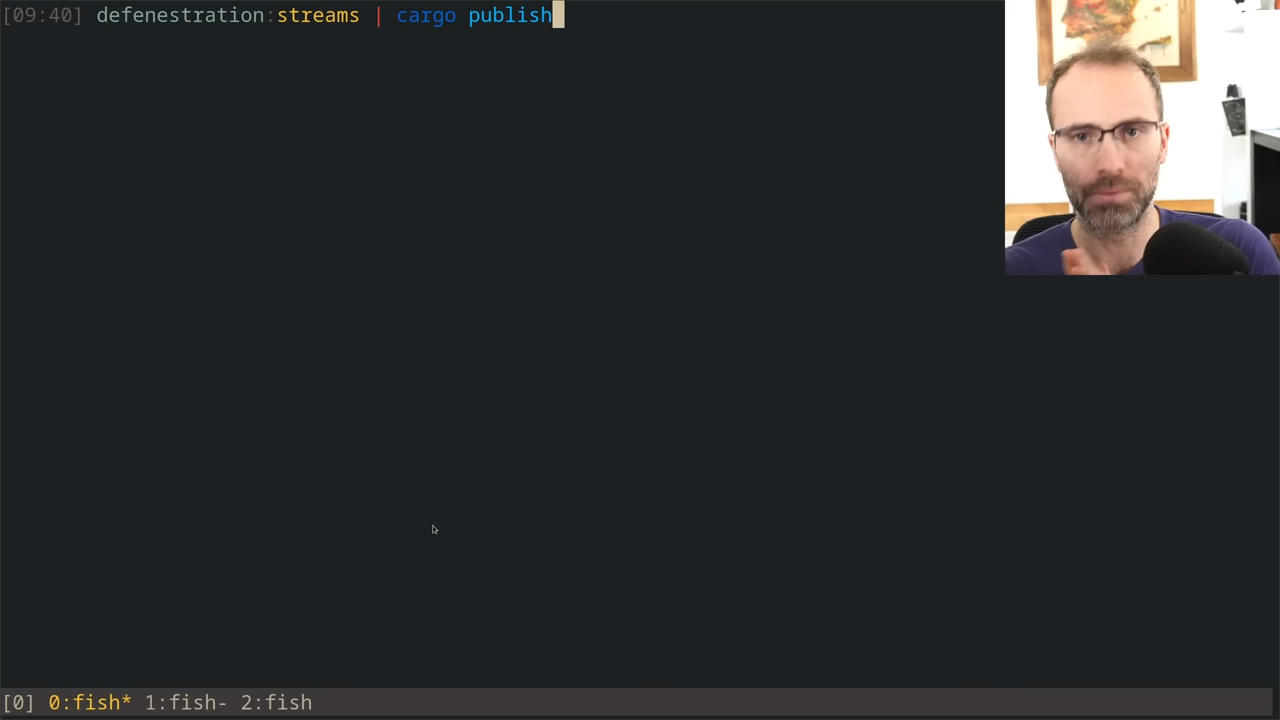 [09:40] defenestration:streams | cargo publish
[0] 0:fish* 1:fish- 2:fish